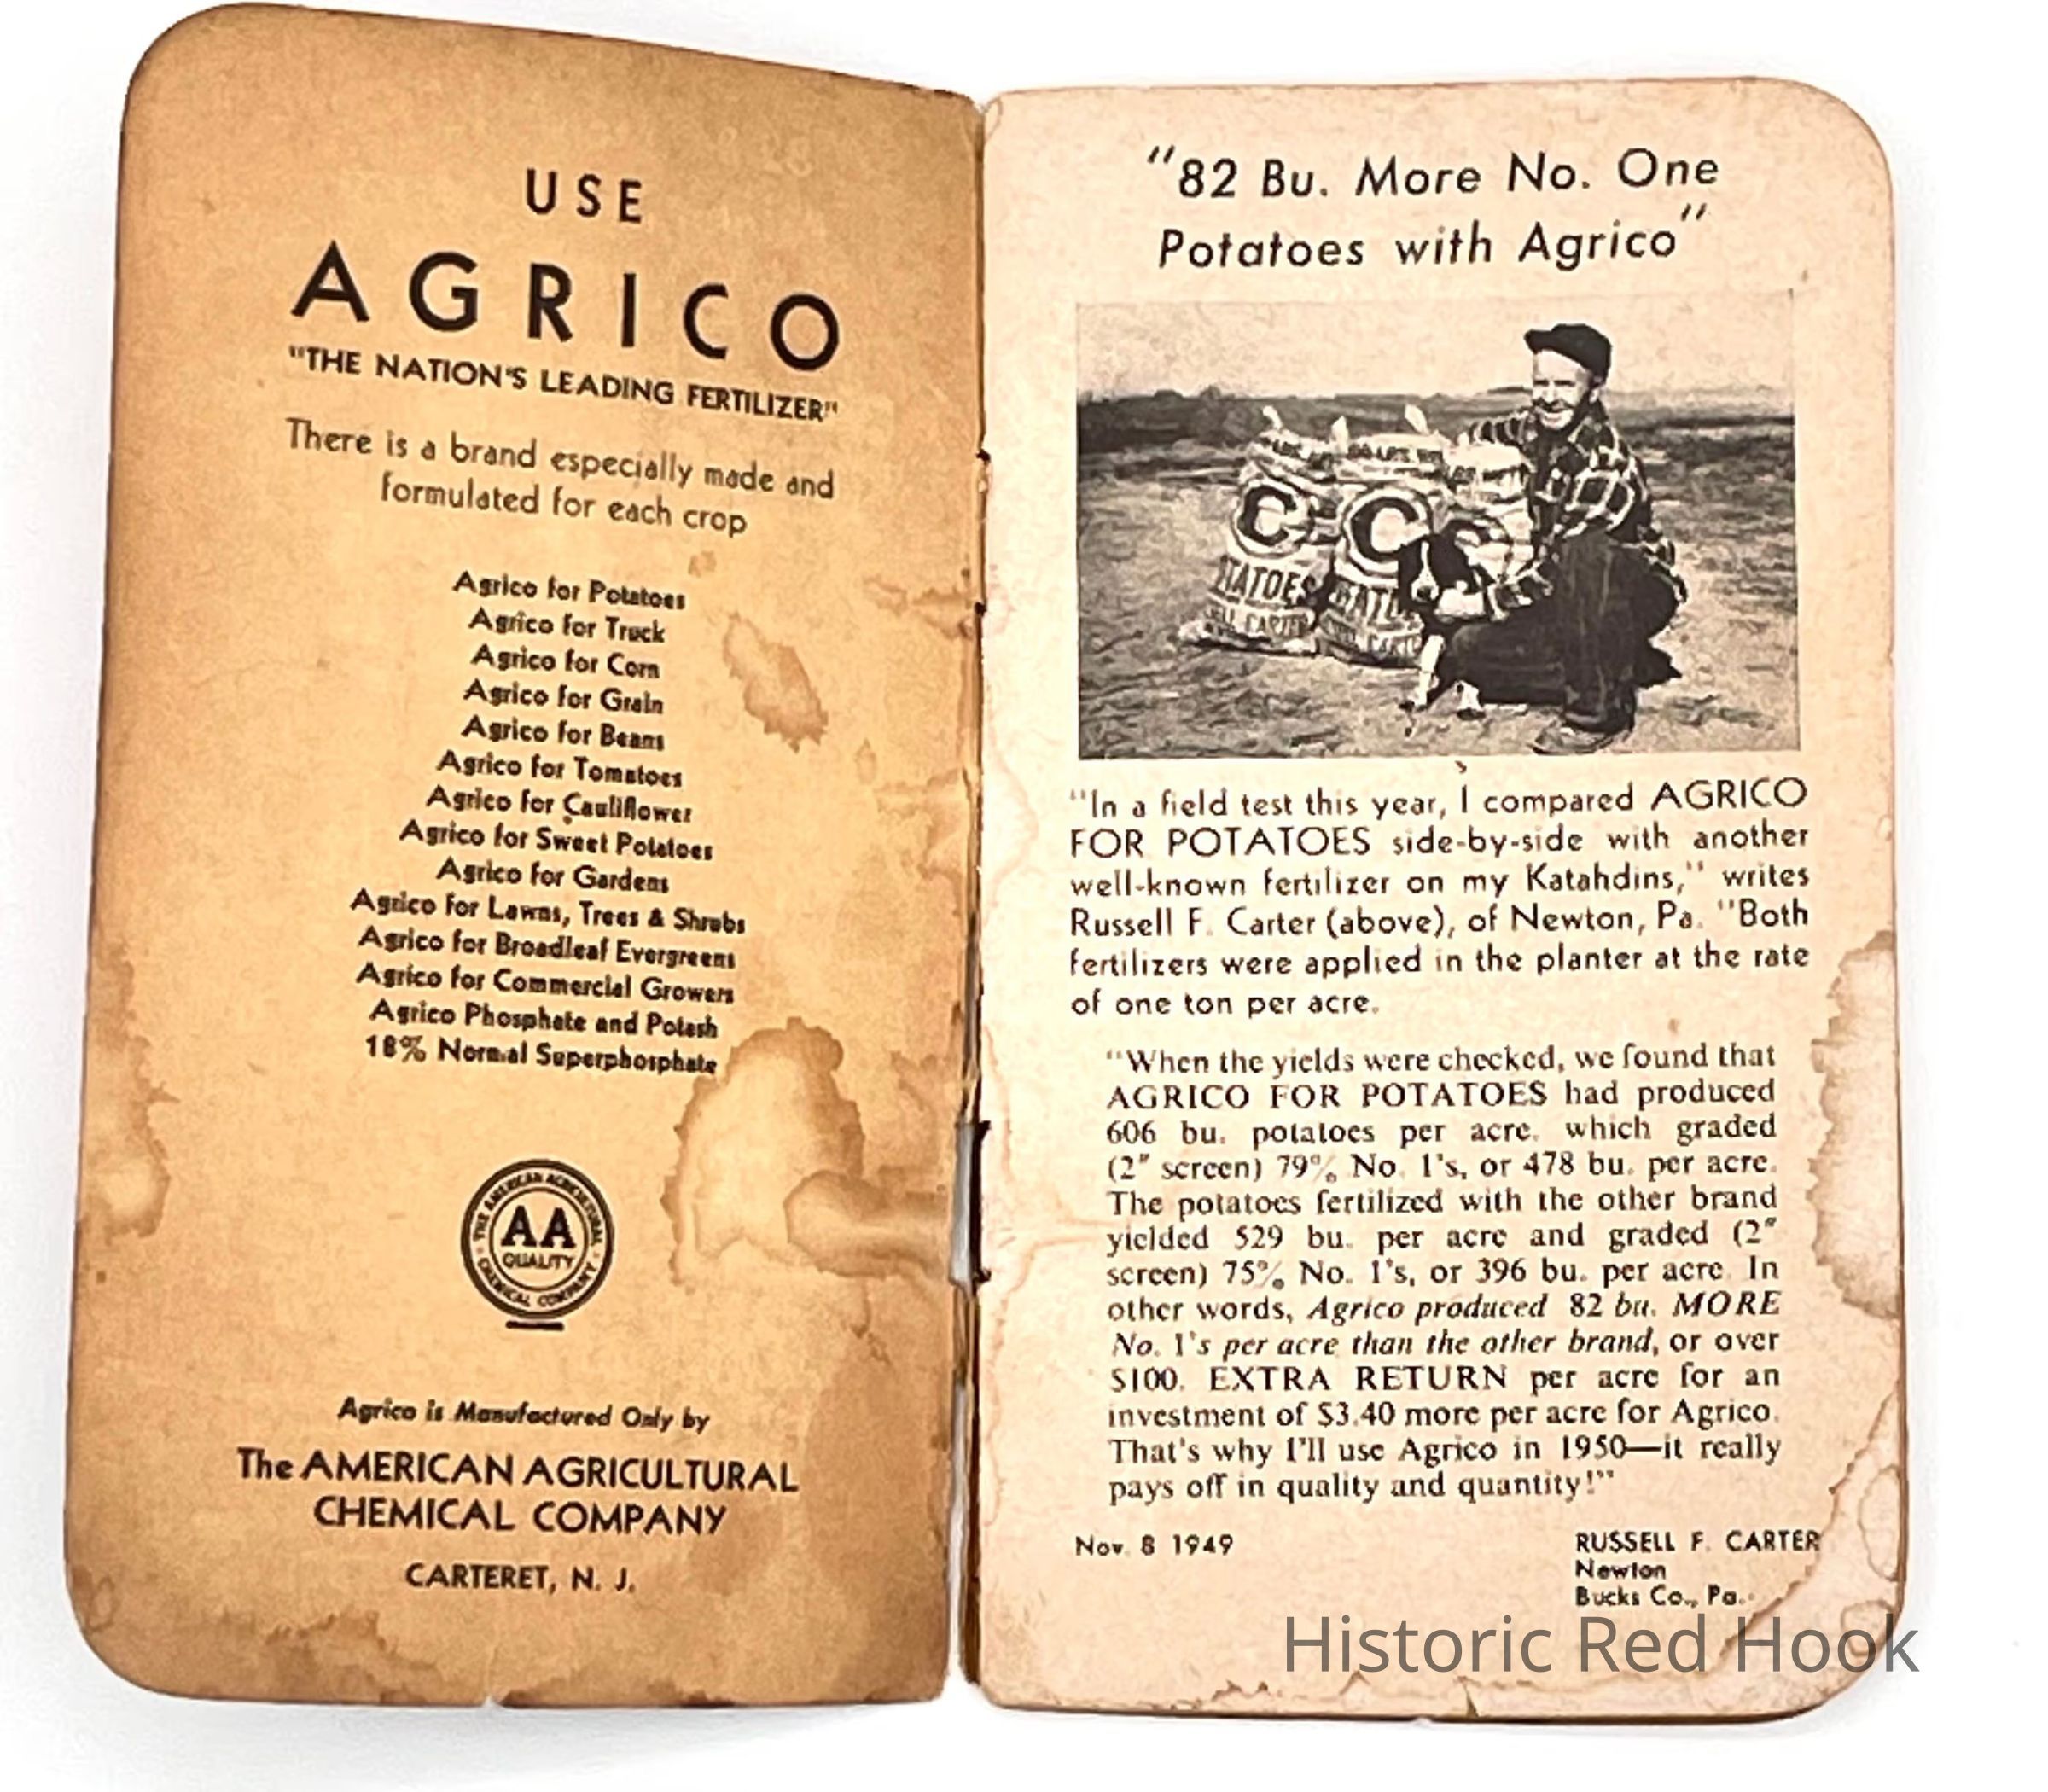 USE
AGRICO
"THE NATION'S LEADING FERTILIZER"
There is a brand especially made and
formulated for each crop
Agrico for Potatoes
Agrico for Truck
Agrico for Corn
Agrico for Grain
Agrico for Beans
Agrico for Tomatoes
Agrico for Cauliflower
Agrico for Sweet Potatoes
Agrico for Gardens
Agrico for Lawns, Trees & Shrubs
Agrico for Broadleaf Evergreens
Agrico for Commercial Growers
Agrico Phosphate and Potash
18% Normal Superphosphate
THE AMERICAN AGRICULTURAL
AA
QUALITY
CHEMICAL COMPANY
Agrico is Manufactured Only by
The AMERICAN AGRICULTURAL
CHEMICAL COMPANY
CARTERET, N. J.
"82 Bu. More No. One
Potatoes with Agrico"
C C C
TATOES
CARTER
"In a field test this year, I compared AGRICO
FOR POTATOES side-by-side with another
well-known fertilizer on my Katahdins," writes
Russell F. Carter (above), of Newton, Pa. "Both
fertilizers were applied in the planter at the rate
of one ton per acre.
"When the yields were checked, we found that
AGRICO FOR POTATOES had produced
606 bu. potatoes per acre, which graded
(2" screen) 79% No. 1's, or 478 bu. per acre.
The potatoes fertilized with the other brand
yielded 529 bu. per acre and graded (2"
screen) 75% No. 1's, or 396 bu. per acre. In
other words, Agrico produced 82 bu. MORE
No. 1's per acre than the other brand, or over
$100. EXTRA RETURN per acre for an
investment of $3.40 more per acre for Agrico.
That's why I'll use Agrico in 1950—it really
pays off in quality and quantity!"
Nov. 8 1949
RUSSELL F. CARTER
Newton
Bucks Co., Pa.
Historic Red Hook